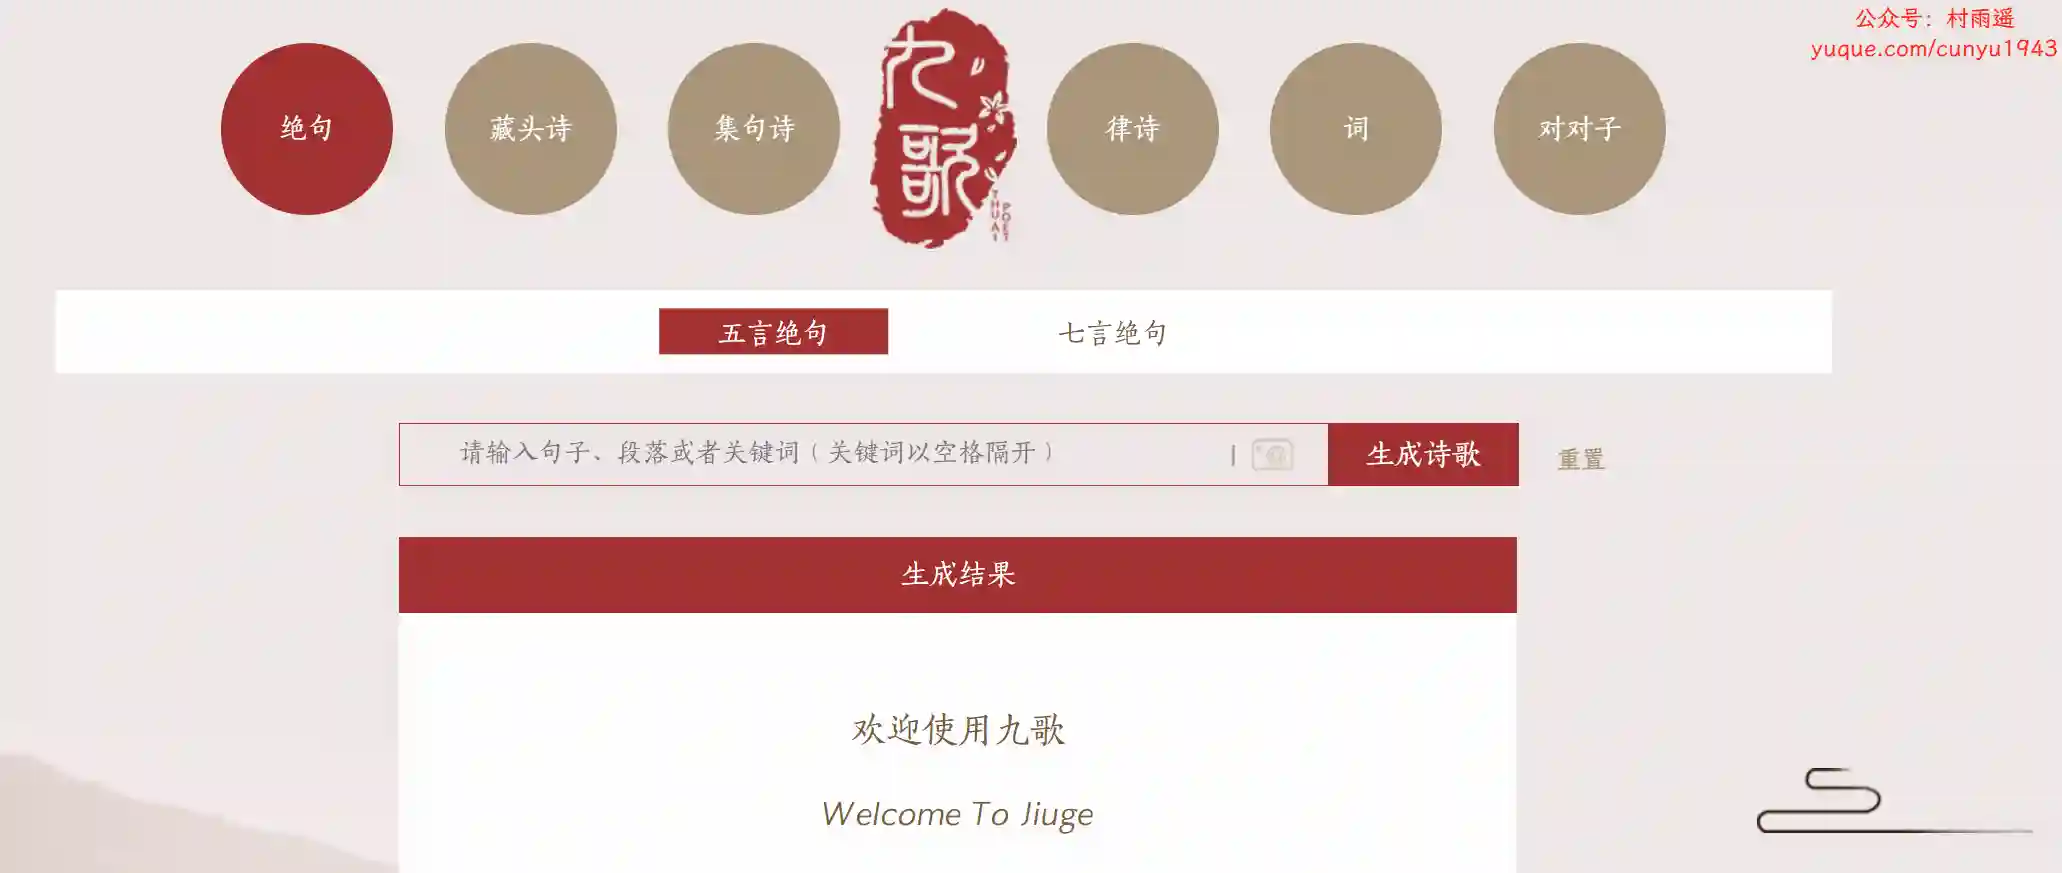 公众号：村雨遥
yuque.com/cunyu1943
绝句
藏头诗
集句诗
九歌
THUAI
POET
律诗
词
对对子
五言绝句
七言绝句
请输入句子、段落或者关键词（关键词以空格隔开）
生成诗歌
重置
生成结果
欢迎使用九歌
Welcome To Jiuge